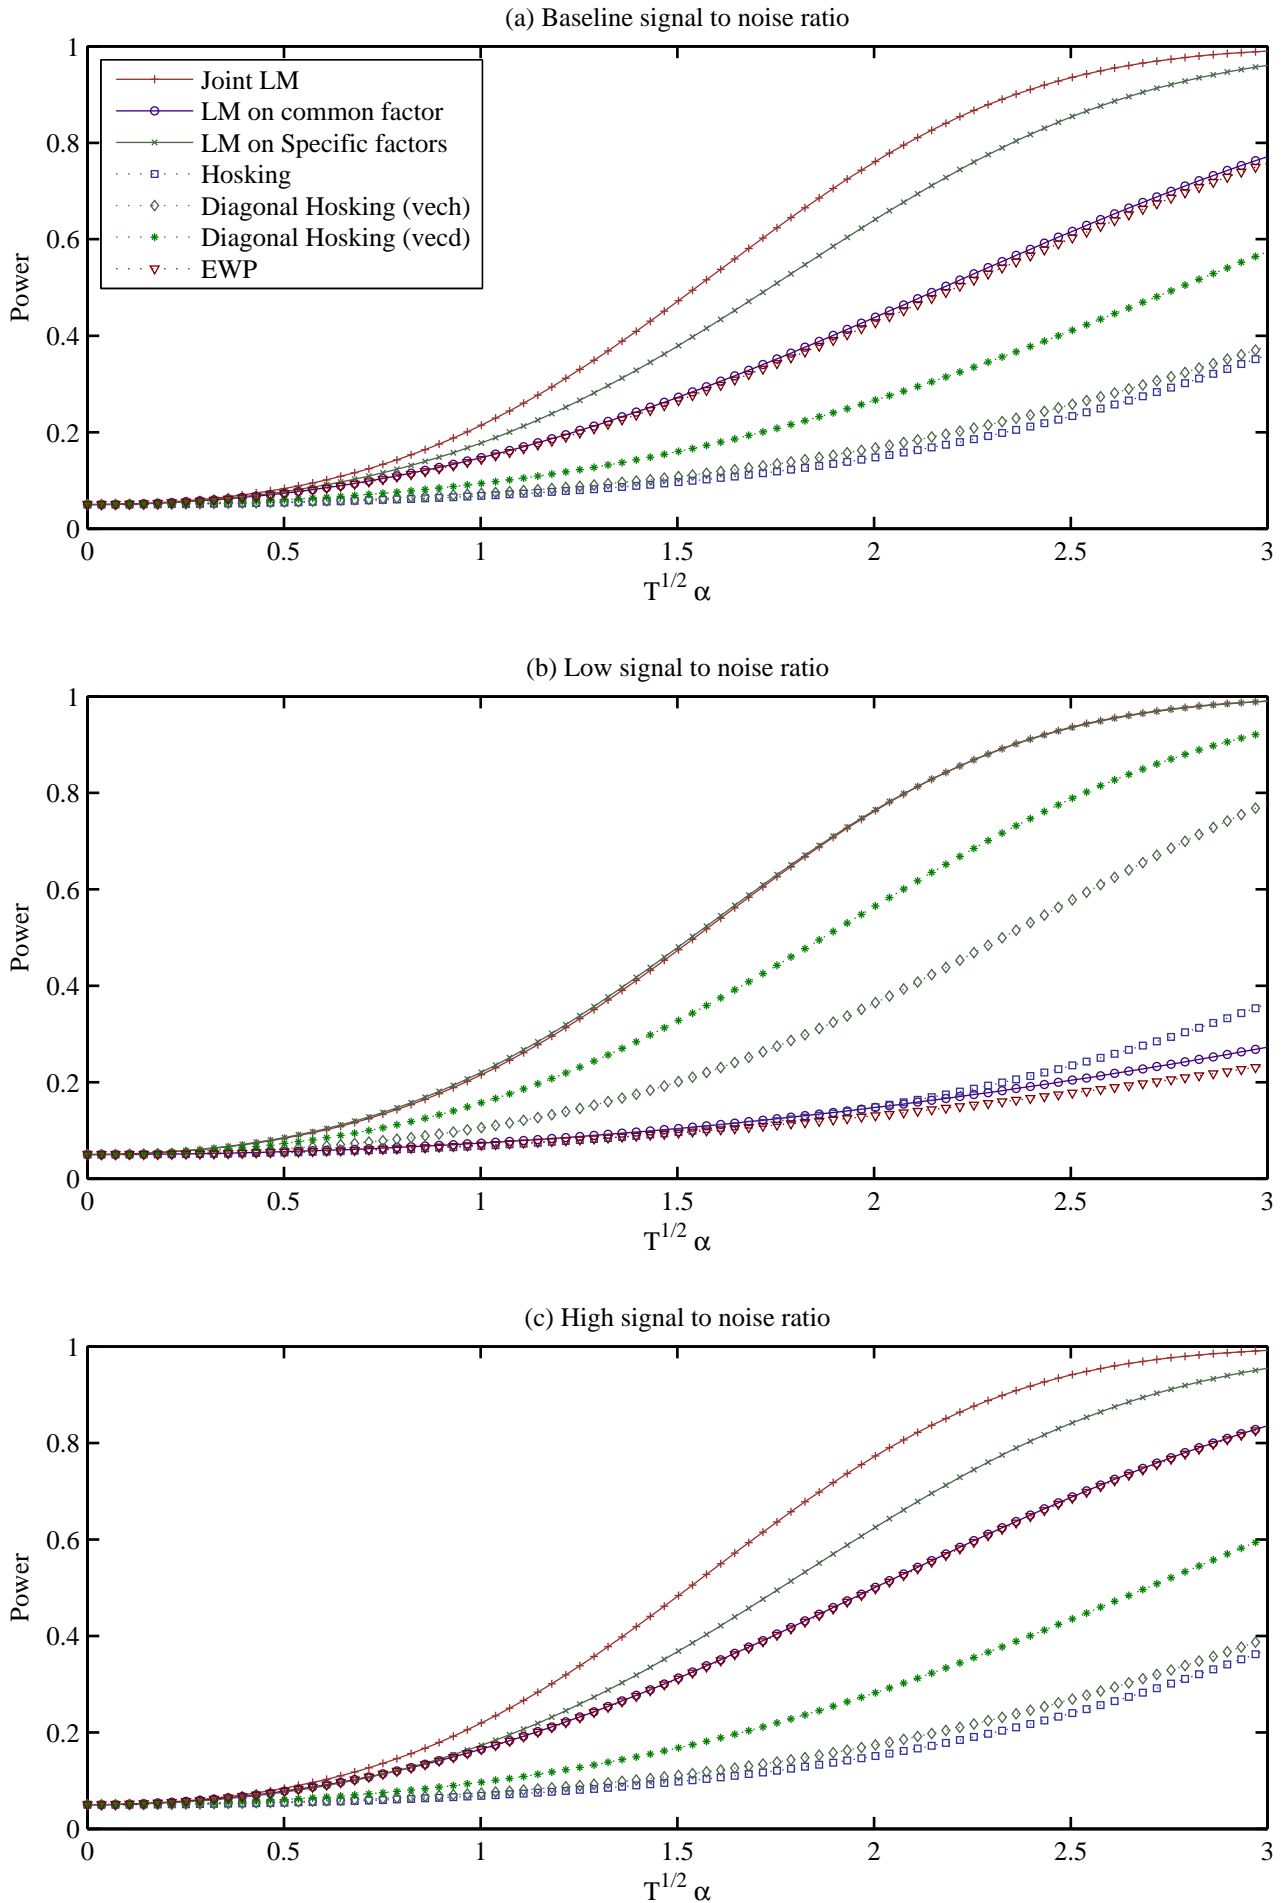 (a) Baseline signal to noise ratio
1
0.8
0.6
0.4
0.2
0
Power
Joint LM
LM on common factor
LM on Specific factors
Hosking
Diagonal Hosking (vech)
Diagonal Hosking (vecd)
EWP
0 0.5 1 1.5 2 2.5 3
T^{1/2} α
(b) Low signal to noise ratio
1
0.8
0.6
0.4
0.2
0
Power
0 0.5 1 1.5 2 2.5 3
T^{1/2} α
(c) High signal to noise ratio
1
0.8
0.6
0.4
0.2
0
Power
0 0.5 1 1.5 2 2.5 3
T^{1/2} α